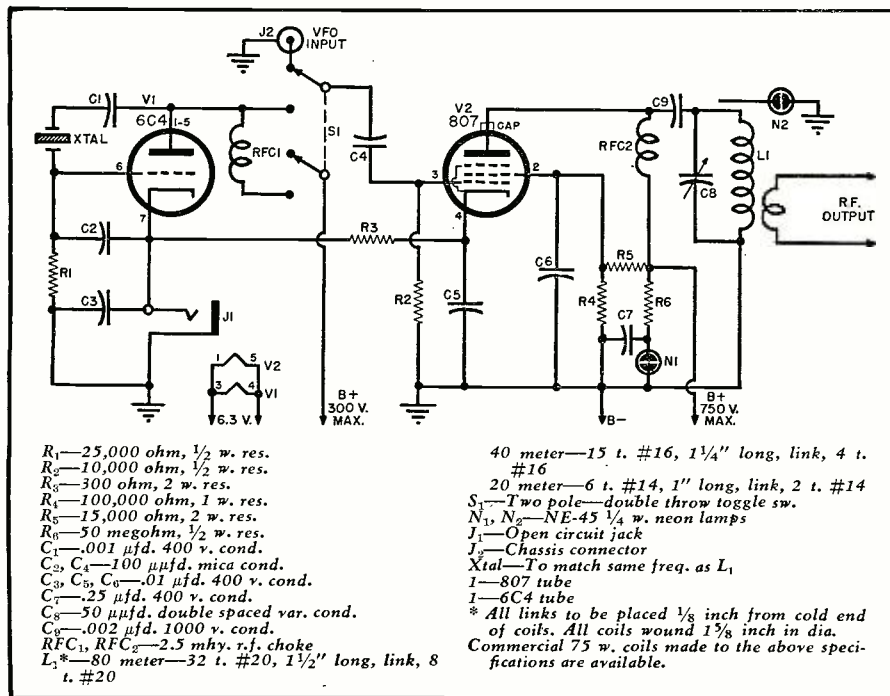 J2
VFO
INPUT
C1
V1
6C4
1-5
XTAL
6
RFC1
S1
C4
7
C2
R1
C3
J1
R3
R2
V2
807
CAP
3
2
4
C5
C6
RFC2
C9
N2
L1
C8
R.F.
OUTPUT
R5
R4
R6
C7
N1
1
5
V2
3
4
V1
6.3 V.
B+
300 V.
MAX.
B−
B+
750 V.
MAX.
R1—25,000 ohm, 1/2 w. res.
R2—10,000 ohm, 1/2 w. res.
R3—300 ohm, 2 w. res.
R4—100,000 ohm, 1 w. res.
R5—15,000 ohm, 2 w. res.
R6—50 megohm, 1/2 w. res.
C1—.001 μfd. 400 v. cond.
C2, C4—100 μμfd. mica cond.
C3, C5, C6—.01 μfd. 400 v. cond.
C7—.25 μfd. 400 v. cond.
C8—50 μμfd. double spaced var. cond.
C9—.002 μfd. 1000 v. cond.
RFC1, RFC2—2.5 mhy. r.f. choke
L1*—80 meter—32 t. #20, 1 1/2" long, link, 8
t. #20
40 meter—15 t. #16, 1 1/4" long, link, 4 t.
#16
20 meter—6 t. #14, 1" long, link, 2 t. #14
S1—Two pole—double throw toggle sw.
N1, N2—NE-45 1/4 w. neon lamps
J1—Open circuit jack
J2—Chassis connector
Xtal—To match same freq. as L1
1—807 tube
1—6C4 tube
* All links to be placed 1/8 inch from cold end
of coils. All coils wound 1 5/8 inch in dia.
Commercial 75 w. coils made to the above speci-
fications are available.